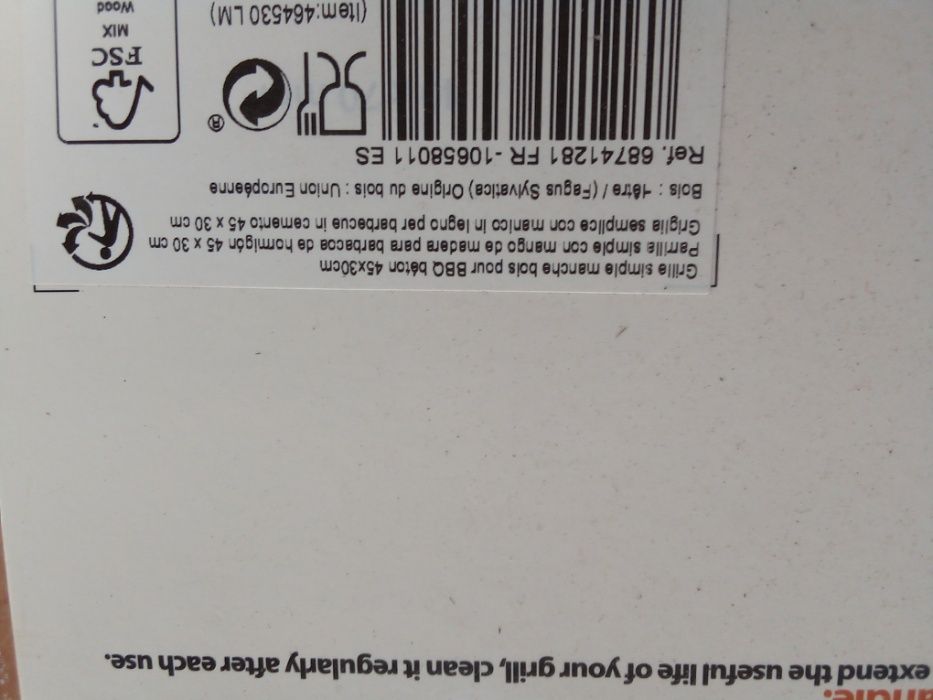 extend the useful life of your grill, clean it regularly after each use.
Grille simple manche bois pour BBQ béton 45x30cm
Parrilla simple con mango de madera para barbacoa de hormigón 45 x 30 cm
Griglia semplice con manico in legno per barbecue in cemento 45 x 30 cm
Bois : Hêtre / (Fagus Sylvatica) Origine du bois : Union Européenne
Ref. 68741281 FR - 10658011 ES
®
(Item:464530 LM)
FSC
MIX
Wood